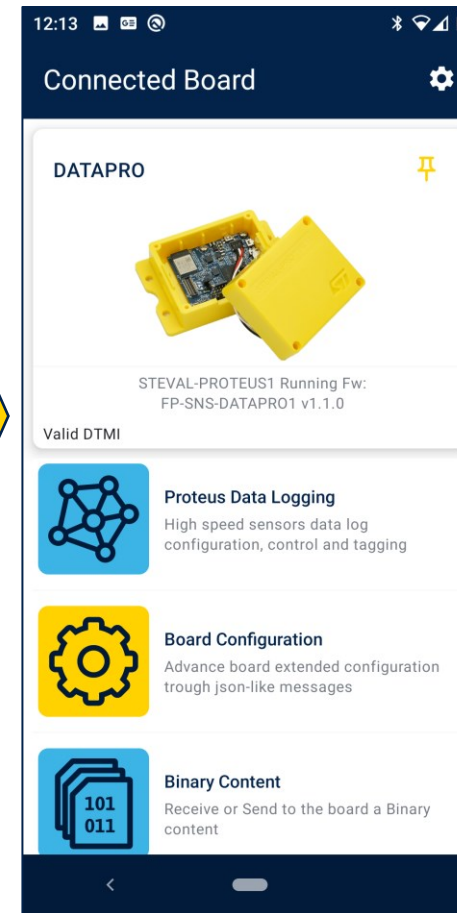 12:13
Connected Board
DATAPRO
STEVAL-PROTEUS1 Running Fw:
FP-SNS-DATAPRO1 v1.1.0
Valid DTMI
Proteus Data Logging
High speed sensors data log
configuration, control and tagging
Board Configuration
Advance board extended configuration
trough json-like messages
101
011
Binary Content
Receive or Send to the board a Binary
content